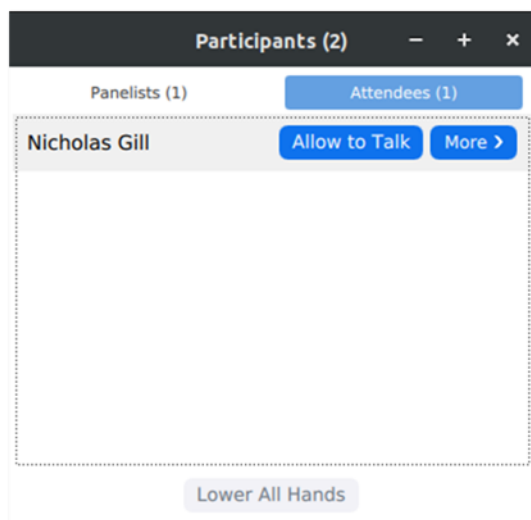 Participants (2) − + ×
Panelists (1) Attendees (1)
Nicholas Gill Allow to Talk More ❯
Lower All Hands